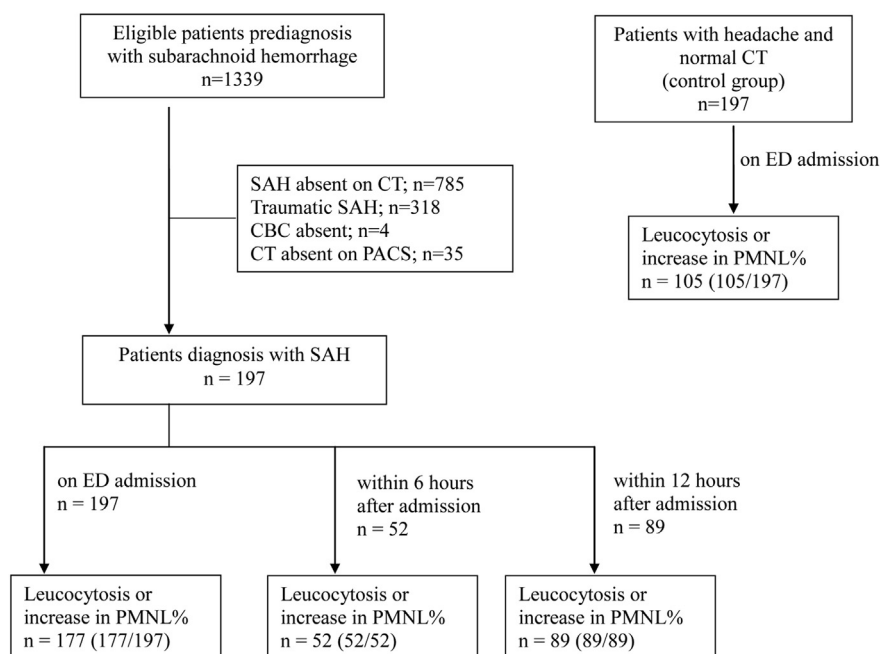 Eligible patients prediagnosis
with subarachnoid hemorrhage
n=1339
Patients with headache and
normal CT
(control group)
n=197
on ED admission
SAH absent on CT; n=785
Traumatic SAH; n=318
CBC absent; n=4
CT absent on PACS; n=35
Leucocytosis or
increase in PMNL%
n = 105 (105/197)
Patients diagnosis with SAH
n = 197
on ED admission
n = 197
within 6 hours
after admission
n = 52
within 12 hours
after admission
n = 89
Leucocytosis or
increase in PMNL%
n = 177 (177/197)
Leucocytosis or
increase in PMNL%
n = 52 (52/52)
Leucocytosis or
increase in PMNL%
n = 89 (89/89)